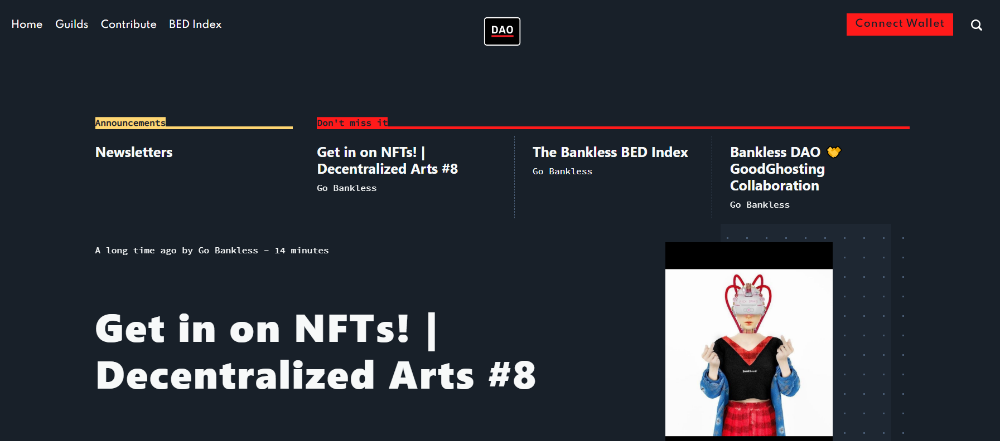 Home Guilds Contribute BED Index
DAO
Connect Wallet
Announcements
Newsletters
Don't miss it
Get in on NFTs! |
Decentralized Arts #8
Go Bankless
The Bankless BED Index
Go Bankless
Bankless DAO 🤝
GoodGhosting
Collaboration
Go Bankless
A long time ago by Go Bankless – 14 minutes
Get in on NFTs! |
Decentralized Arts #8
Bankless